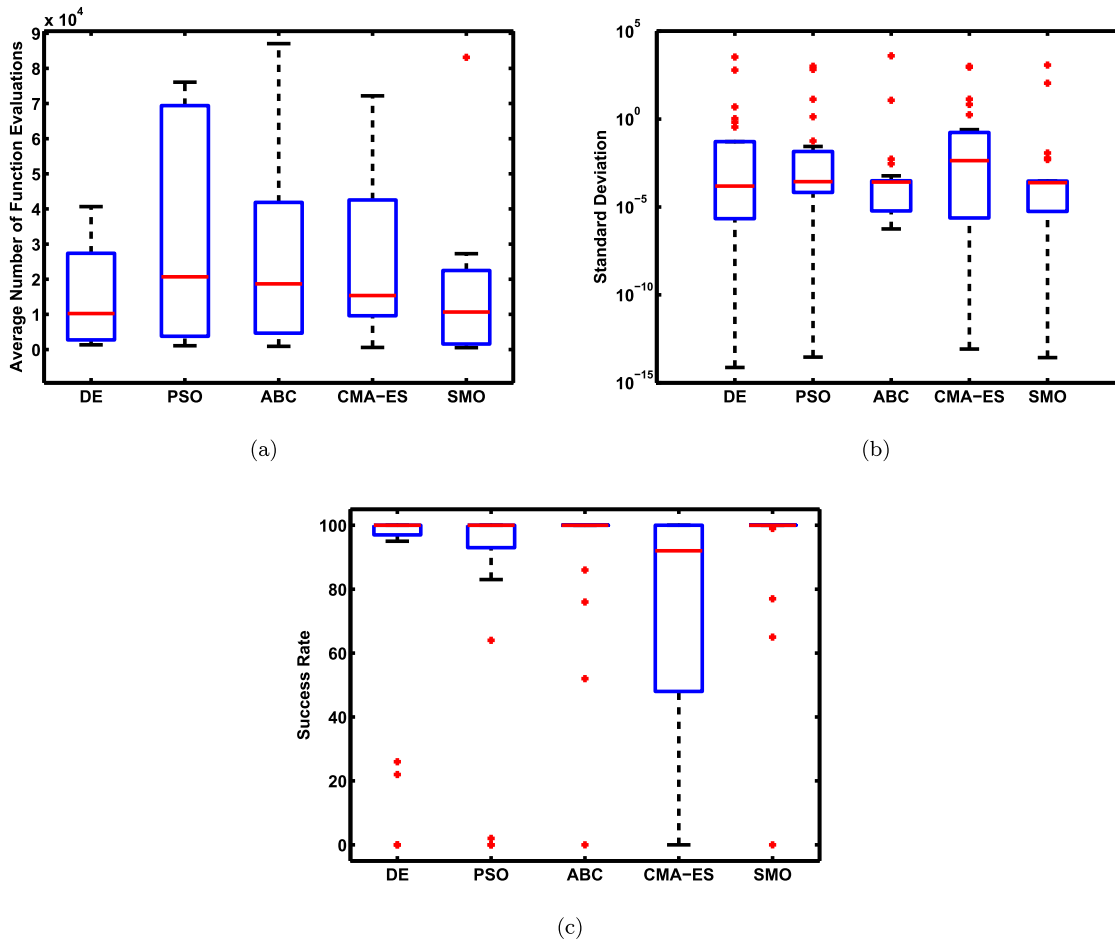 x 10^4
9
8
7
6
5
4
3
2
1
0
Average Number of Function Evaluations
DE PSO ABC CMA−ES SMO
(a)
10^5
10^0
10^−5
10^−10
10^−15
Standard Deviation
DE PSO ABC CMA−ES SMO
(b)
100
80
60
40
20
0
Success Rate
DE PSO ABC CMA−ES SMO
(c)